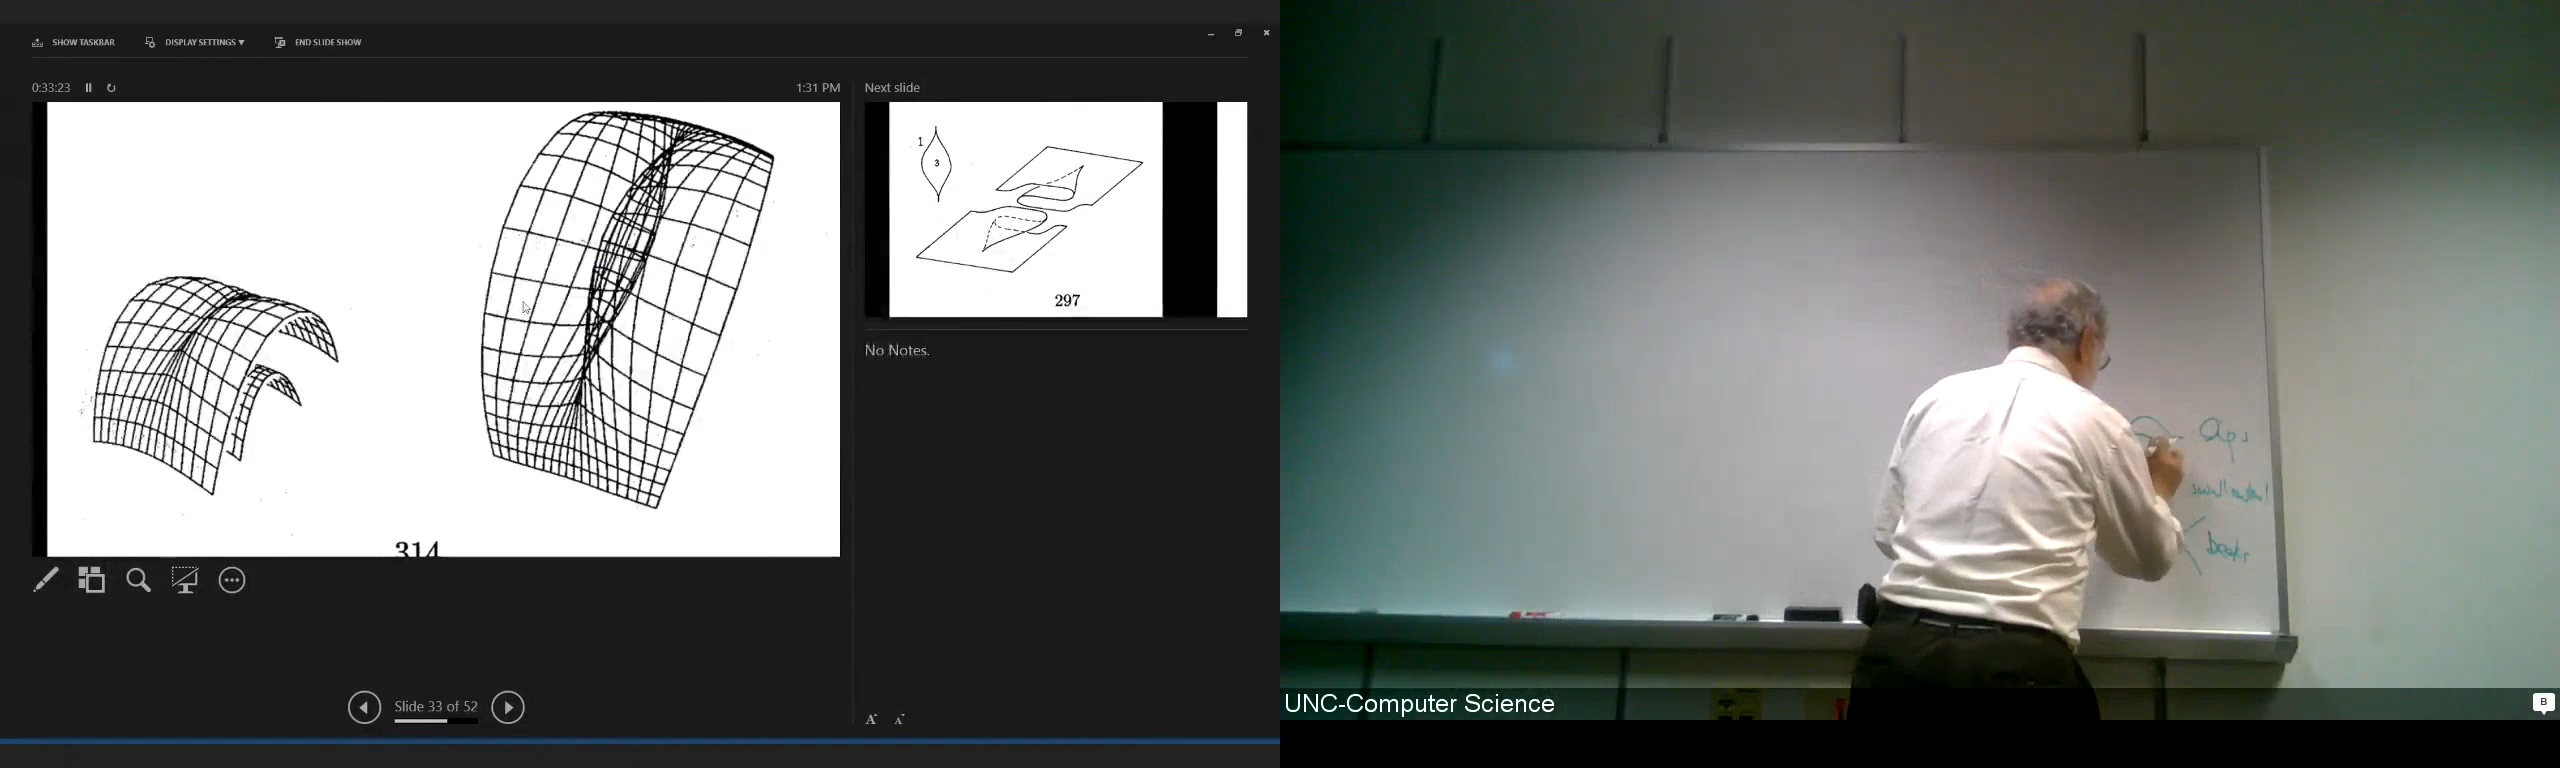 SHOW TASKBAR DISPLAY SETTINGS ▼ END SLIDE SHOW
0:33:23 1:31 PM
Next slide
1
3
297
No Notes.
314
Slide 33 of 52
A A
UNC-Computer Science
B